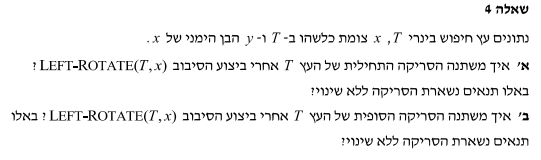 שאלה 4
נתונים עץ חיפוש בינרי T, x צומת כלשהו ב- T ו- y הבן הימני של x.
א׳ איך משתנה הסריקה התחילית של העץ T אחרי ביצוע הסיבוב LEFT-ROTATE(T, x)?
באלו תנאים נשארת הסריקה ללא שינוי?
ב׳ איך משתנה הסריקה הסופית של העץ T אחרי ביצוע הסיבוב LEFT-ROTATE(T, x)? באלו
תנאים נשארת הסריקה ללא שינוי?